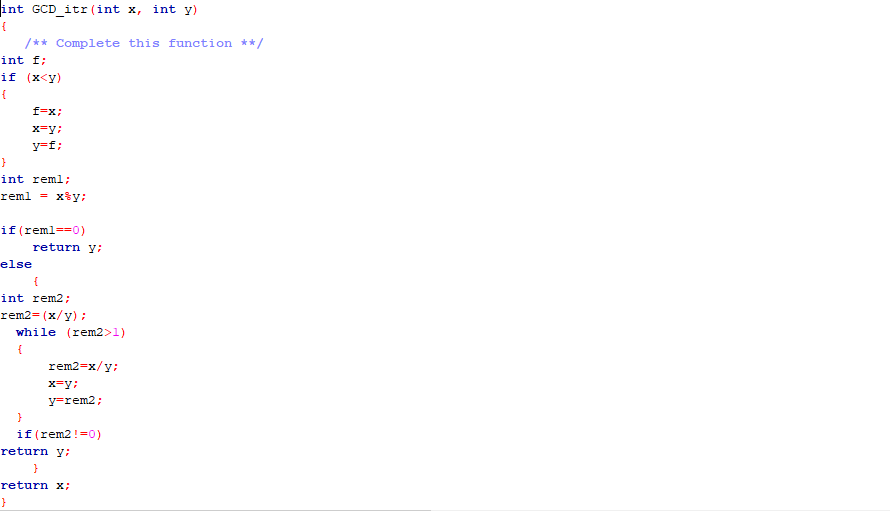 int GCD_itr(int x, int y)
{
/** Complete this function **/
int f;
if (x<y)
{
f=x;
x=y;
y=f;
}
int rem1;
rem1 = x%y;
if(rem1==0)
return y;
else
{
int rem2;
rem2=(x/y);
while (rem2>1)
{
rem2=x/y;
x=y;
y=rem2;
}
if(rem2!=0)
return y;
}
return x;
}